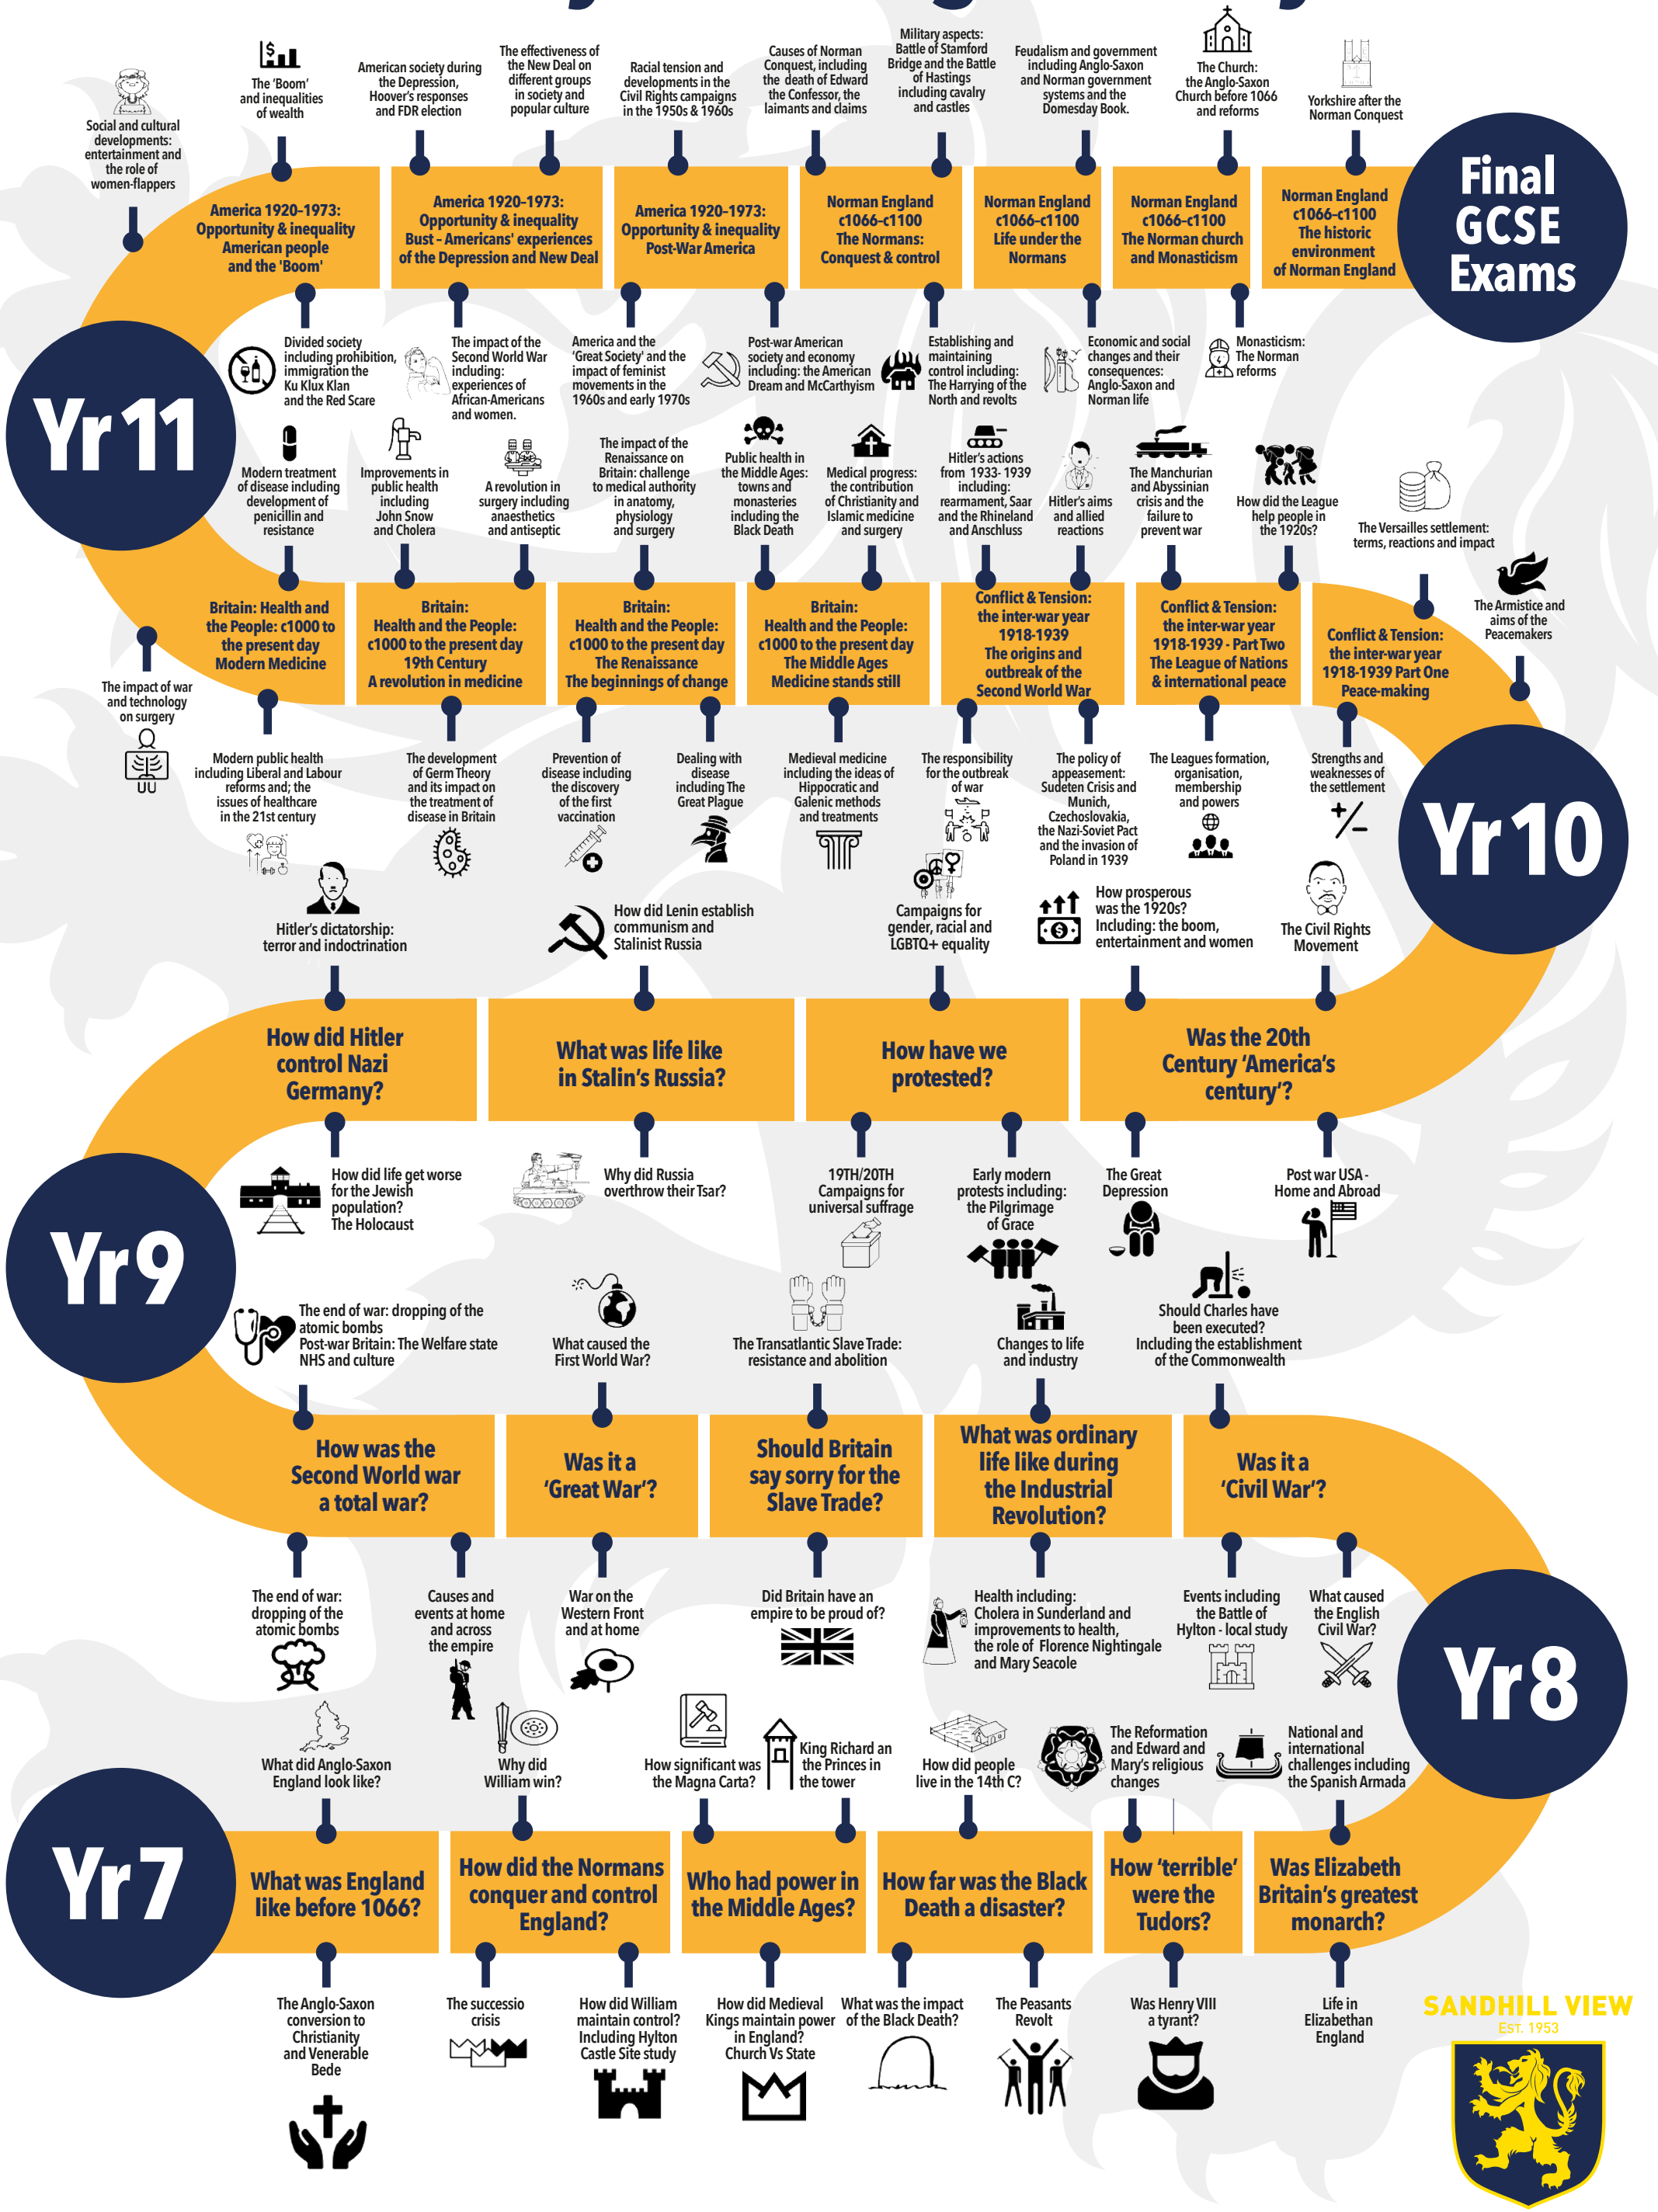 Social and cultural
developments:
entertainment and
the role of
women-flappers
The 'Boom'
and inequalities
of wealth
American society during
the Depression,
Hoover's responses
and FDR election
The effectiveness of
the New Deal on
different groups
in society and
popular culture
Racial tension and
developments in the
Civil Rights campaigns
in the 1950s & 1960s
Causes of Norman
Conquest, including
the death of Edward
the Confessor, the
laimants and claims
Military aspects:
Battle of Stamford
Bridge and the Battle
of Hastings
including cavalry
and castles
Feudalism and government
including Anglo-Saxon
and Norman government
systems and the
Domesday Book.
The Church:
the Anglo-Saxon
Church before 1066
and reforms
Yorkshire after the
Norman Conquest
Final
GCSE
Exams
America 1920-1973:
Opportunity & inequality
American people
and the 'Boom'
America 1920-1973:
Opportunity & inequality
Bust - Americans' experiences
of the Depression and New Deal
America 1920-1973:
Opportunity & inequality
Post-War America
Norman England
c1066-c1100
The Normans:
Conquest & control
Norman England
c1066-c1100
Life under the
Normans
Norman England
c1066-c1100
The Norman church
and Monasticism
Norman England
c1066-c1100
The historic
environment
of Norman England
Yr 11
Divided society
including prohibition,
immigration the
Ku Klux Klan
and the Red Scare
The impact of the
Second World War
including:
experiences of
African-Americans
and women.
America and the
'Great Society' and the
impact of feminist
movements in the
1960s and early 1970s
Post-war American
society and economy
including: the American
Dream and McCarthyism
Establishing and
maintaining
control including:
The Harrying of the
North and revolts
Economic and social
changes and their
consequences:
Anglo-Saxon and
Norman life
Monasticism:
The Norman
reforms
Modern treatment
of disease including
development of
penicillin and
resistance
Improvements in
public health
including
John Snow
and Cholera
A revolution in
surgery including
anaesthetics
and antiseptic
The impact of the
Renaissance on
Britain: challenge
to medical authority
in anatomy,
physiology
and surgery
Public health in
the Middle Ages:
towns and
monasteries
including the
Black Death
Medical progress:
the contribution
of Christianity and
Islamic medicine
and surgery
Hitler's actions
from 1933- 1939
including:
rearmament, Saar
and the Rhineland
and Anschluss
Hitler's aims
and allied
reactions
The Manchurian
and Abyssinian
crisis and the
failure to
prevent war
How did the League
help people in
the 1920s?
The Versailles settlement:
terms, reactions and impact
The Armistice and
aims of the
Peacemakers
Britain: Health and
the People: c1000 to
the present day
Modern Medicine
Britain:
Health and the People:
c1000 to the present day
19th Century
A revolution in medicine
Britain:
Health and the People:
c1000 to the present day
The Renaissance
The beginnings of change
Britain:
Health and the People:
c1000 to the present day
The Middle Ages
Medicine stands still
Conflict & Tension:
the inter-war year
1918-1939
The origins and
outbreak of the
Second World War
Conflict & Tension:
the inter-war year
1918-1939 - Part Two
The League of Nations
& international peace
Conflict & Tension:
the inter-war year
1918-1939 Part One
Peace-making
The impact of war
and technology
on surgery
Modern public health
including Liberal and Labour
reforms and; the
issues of healthcare
in the 21st century
The development
of Germ Theory
and its impact on
the treatment of
disease in Britain
Prevention of
disease including
the discovery
of the first
vaccination
Dealing with
disease
including The
Great Plague
Medieval medicine
including the ideas of
Hippocratic and
Galenic methods
and treatments
The responsibility
for the outbreak
of war
The policy of
appeasement:
Sudeten Crisis and
Munich,
Czechoslovakia,
the Nazi-Soviet Pact
and the invasion of
Poland in 1939
The Leagues formation,
organisation,
membership
and powers
Strengths and
weaknesses of
the settlement
+/-
Yr 10
Hitler's dictatorship:
terror and indoctrination
How did Lenin establish
communism and
Stalinist Russia
Campaigns for
gender, racial and
LGBTQ+ equality
How prosperous
was the 1920s?
Including: the boom,
entertainment and women
The Civil Rights
Movement
How did Hitler
control Nazi
Germany?
What was life like
in Stalin's Russia?
How have we
protested?
Was the 20th
Century 'America's
century'?
Yr 9
How did life get worse
for the Jewish
population?
The Holocaust
Why did Russia
overthrow their Tsar?
19TH/20TH
Campaigns for
universal suffrage
Early modern
protests including:
the Pilgrimage
of Grace
The Great
Depression
Post war USA -
Home and Abroad
The end of war: dropping of the
atomic bombs
Post-war Britain: The Welfare state
NHS and culture
What caused the
First World War?
The Transatlantic Slave Trade:
resistance and abolition
Changes to life
and industry
Should Charles have
been executed?
Including the establishment
of the Commonwealth
How was the
Second World war
a total war?
Was it a
'Great War'?
Should Britain
say sorry for the
Slave Trade?
What was ordinary
life like during
the Industrial
Revolution?
Was it a
'Civil War'?
The end of war:
dropping of the
atomic bombs
Causes and
events at home
and across
the empire
War on the
Western Front
and at home
Did Britain have an
empire to be proud of?
Health including:
Cholera in Sunderland and
improvements to health,
the role of Florence Nightingale
and Mary Seacole
Events including
the Battle of
Hylton - local study
What caused
the English
Civil War?
Yr 8
What did Anglo-Saxon
England look like?
Why did
William win?
How significant was
the Magna Carta?
King Richard an
the Princes in
the tower
How did people
live in the 14th C?
The Reformation
and Edward and
Mary's religious
changes
National and
international
challenges including
the Spanish Armada
Yr 7
What was England
like before 1066?
How did the Normans
conquer and control
England?
Who had power in
the Middle Ages?
How far was the Black
Death a disaster?
How 'terrible'
were the
Tudors?
Was Elizabeth
Britain's greatest
monarch?
The Anglo-Saxon
conversion to
Christianity
and Venerable
Bede
The successio
crisis
How did William
maintain control?
Including Hylton
Castle Site study
How did Medieval
Kings maintain power
in England?
Church Vs State
What was the impact
of the Black Death?
The Peasants
Revolt
Was Henry VIII
a tyrant?
Life in
Elizabethan
England
SANDHILL VIEW
EST. 1953